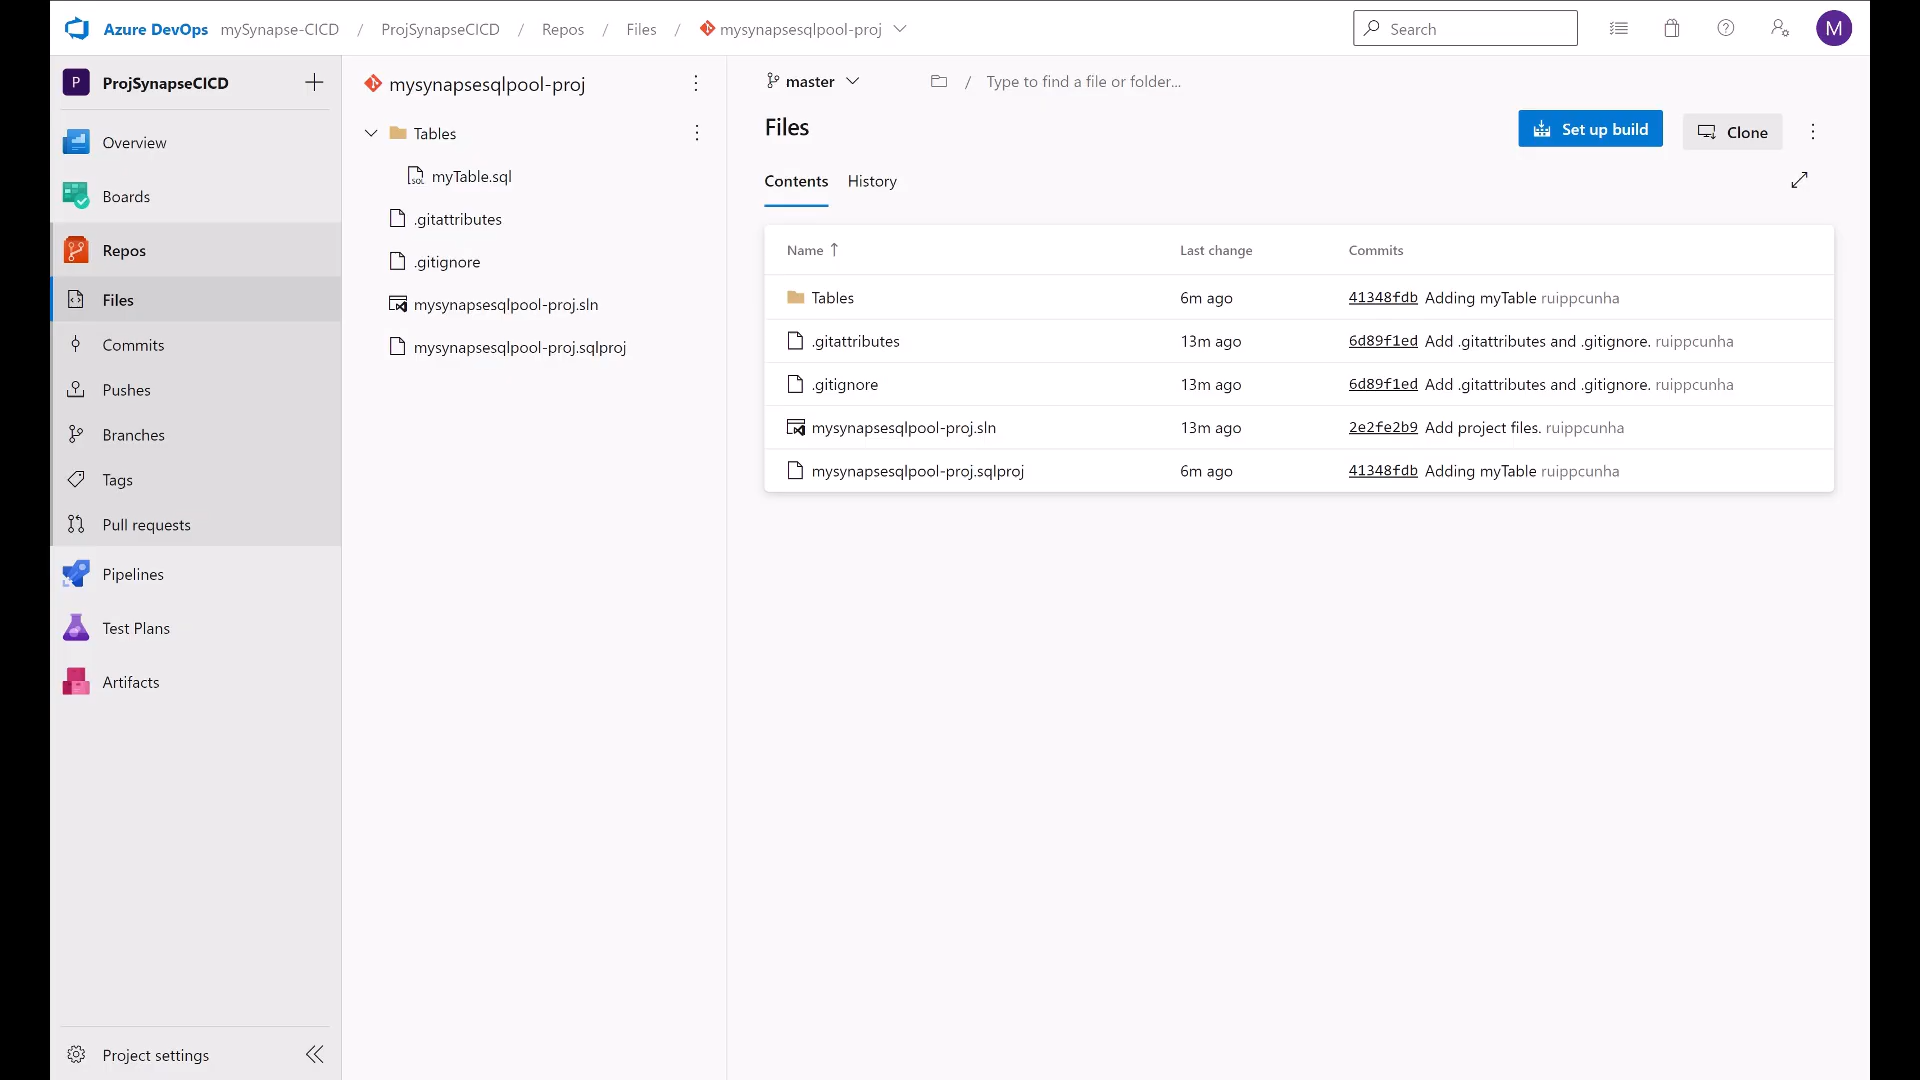 Azure DevOps mySynapse-CICD / ProjSynapseCICD / Repos / Files / mysynapsesqlpool-proj
Search
M
P ProjSynapseCICD
Overview
Boards
Repos
Files
Commits
Pushes
Branches
Tags
Pull requests
Pipelines
Test Plans
Artifacts
Project settings
mysynapsesqlpool-proj
Tables
myTable.sql
.gitattributes
.gitignore
mysynapsesqlpool-proj.sln
mysynapsesqlpool-proj.sqlproj
master / Type to find a file or folder...
Files
Set up build
Clone
Contents History
Name ↑ Last change Commits
Tables 6m ago 41348fdb Adding myTable ruippcunha
.gitattributes 13m ago 6d89f1ed Add .gitattributes and .gitignore. ruippcunha
.gitignore 13m ago 6d89f1ed Add .gitattributes and .gitignore. ruippcunha
mysynapsesqlpool-proj.sln 13m ago 2e2fe2b9 Add project files. ruippcunha
mysynapsesqlpool-proj.sqlproj 6m ago 41348fdb Adding myTable ruippcunha